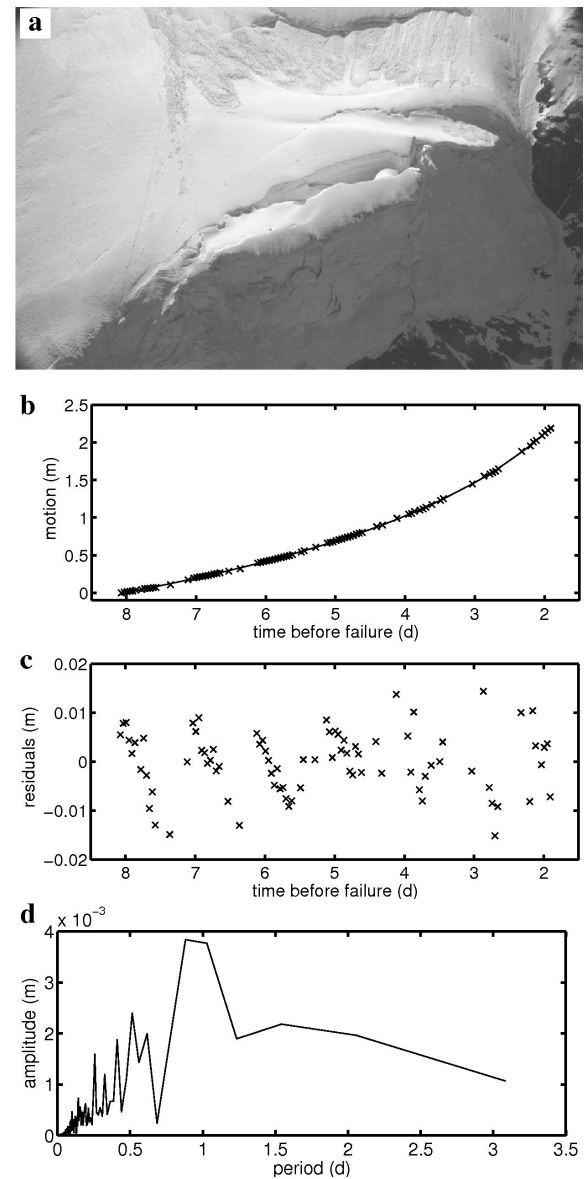 a
b
2.5
2
1.5
1
0.5
0
motion (m)
8 7 6 5 4 3 2
time before failure (d)
c
0.02
0.01
0
−0.01
−0.02
residuals (m)
8 7 6 5 4 3 2
time before failure (d)
d
x 10⁻³
4
3
2
1
0
amplitude (m)
0 0.5 1 1.5 2 2.5 3 3.5
period (d)